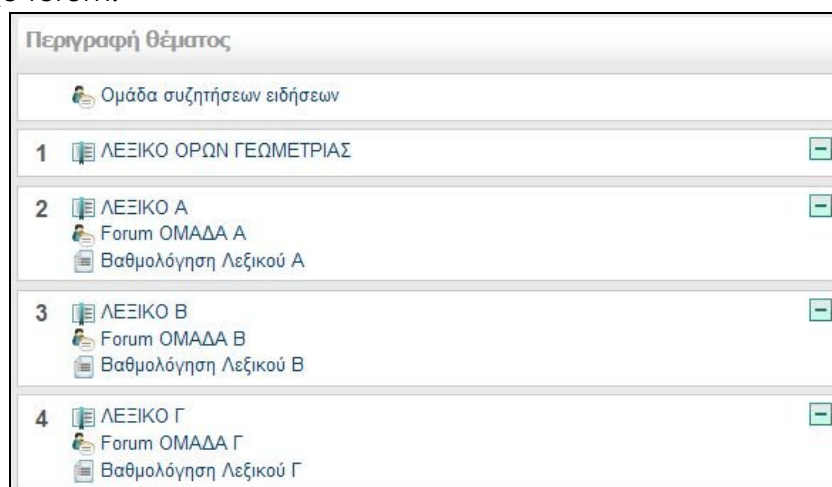 forum.
Περιγραφή θέματος
Ομάδα συζητήσεων ειδήσεων
1 ΛΕΞΙΚΟ ΟΡΩΝ ΓΕΩΜΕΤΡΙΑΣ
2 ΛΕΞΙΚΟ Α
Forum ΟΜΑΔΑ Α
Βαθμολόγηση Λεξικού Α
3 ΛΕΞΙΚΟ Β
Forum ΟΜΑΔΑ Β
Βαθμολόγηση Λεξικού Β
4 ΛΕΞΙΚΟ Γ
Forum ΟΜΑΔΑ Γ
Βαθμολόγηση Λεξικού Γ